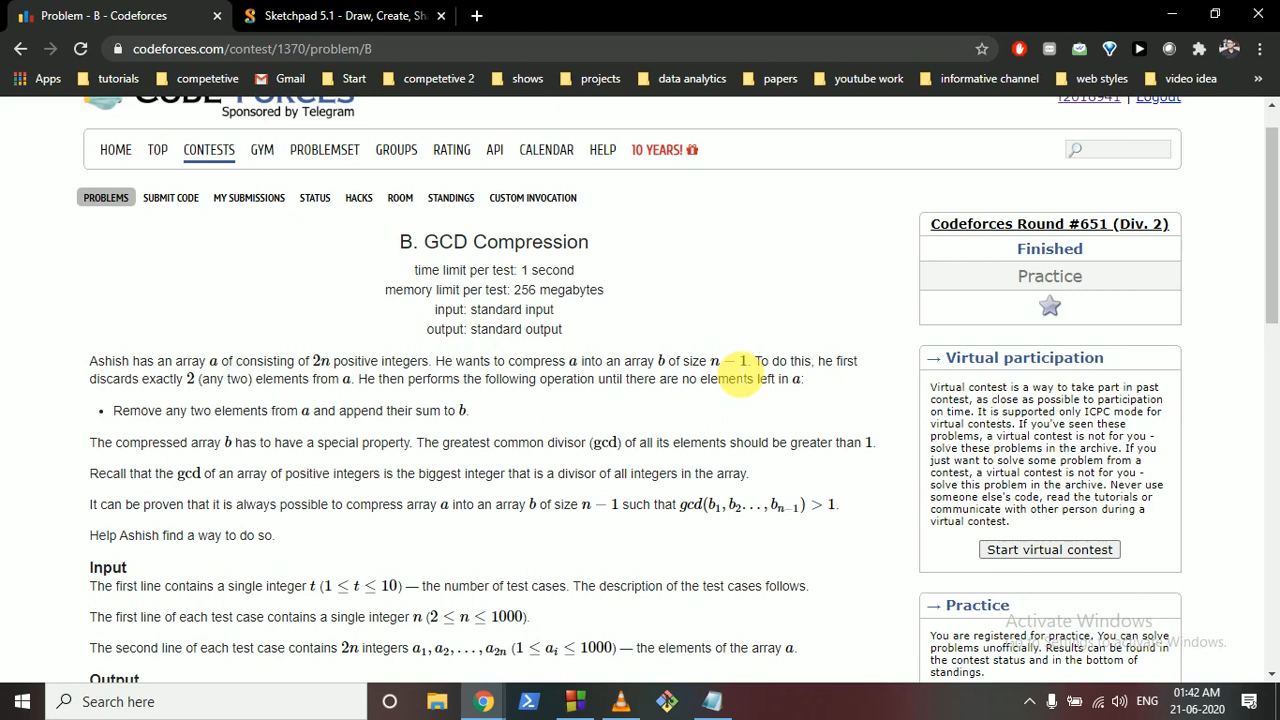 Problem - B - Codeforces
Sketchpad 5.1 - Draw, Create, Sha
codeforces.com/contest/1370/problem/B
Apps tutorials competetive Gmail Start competetive 2 shows projects data analytics papers youtube work informative channel web styles video idea »
CODEFORCES
Sponsored by Telegram
12018941 | Logout
HOME TOP CONTESTS GYM PROBLEMSET GROUPS RATING API CALENDAR HELP 10 YEARS!
PROBLEMS SUBMIT CODE MY SUBMISSIONS STATUS HACKS ROOM STANDINGS CUSTOM INVOCATION
B. GCD Compression
time limit per test: 1 second
memory limit per test: 256 megabytes
input: standard input
output: standard output
Ashish has an array a of consisting of 2n positive integers. He wants to compress a into an array b of size n − 1. To do this, he first
discards exactly 2 (any two) elements from a. He then performs the following operation until there are no elements left in a:
• Remove any two elements from a and append their sum to b.
The compressed array b has to have a special property. The greatest common divisor (gcd) of all its elements should be greater than 1.
Recall that the gcd of an array of positive integers is the biggest integer that is a divisor of all integers in the array.
It can be proven that it is always possible to compress array a into an array b of size n − 1 such that gcd(b1, b2 . . . , bn−1) > 1.
Help Ashish find a way to do so.
Input
The first line contains a single integer t (1 ≤ t ≤ 10) — the number of test cases. The description of the test cases follows.
The first line of each test case contains a single integer n (2 ≤ n ≤ 1000).
The second line of each test case contains 2n integers a1, a2, . . . , a2n (1 ≤ ai ≤ 1000) — the elements of the array a.
Output
Codeforces Round #651 (Div. 2)
Finished
Practice
→ Virtual participation
Virtual contest is a way to take part in past
contest, as close as possible to participation
on time. It is supported only ICPC mode for
virtual contests. If you've seen these
problems, a virtual contest is not for you -
solve these problems in the archive. If you
just want to solve some problem from a
contest, a virtual contest is not for you -
solve this problem in the archive. Never use
someone else's code, read the tutorials or
communicate with other person during a
virtual contest.
Start virtual contest
→ Practice
You are registered for practice. You can solve
problems unofficially. Results can be found in
the contest status and in the bottom of
standings.
Activate Windows
Type here to search
ENG
01:42 AM
21-06-2020